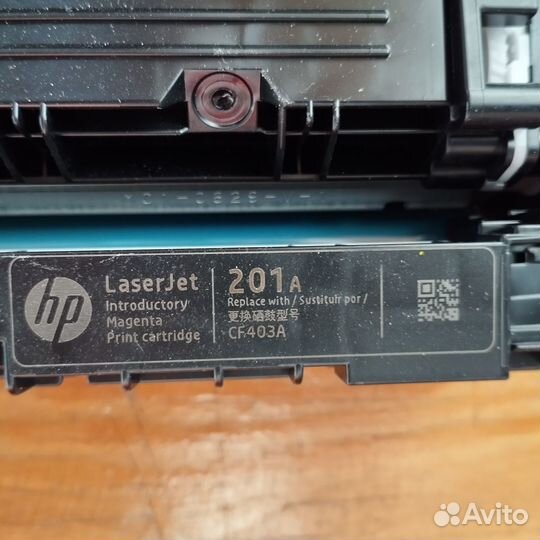 hp
LaserJet
Introductory
Magenta
Print cartridge
201A
Replace with / Sustituir por /
更换硒鼓型号
CF403A
Avito